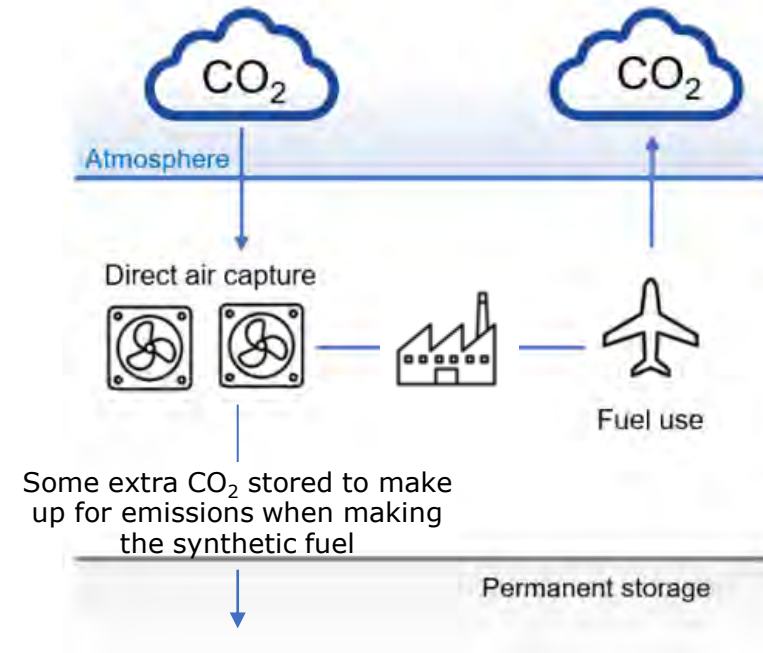 CO₂
CO₂
Atmosphere
Direct air capture
Fuel use
Some extra CO₂ stored to make
up for emissions when making
the synthetic fuel
Permanent storage